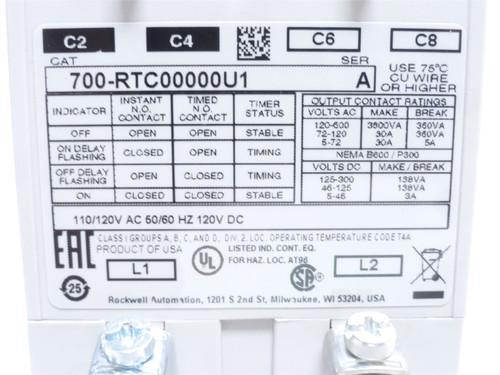 C2 C4 C6 C8
CAT SER
700-RTC00000U1 A
USE 75°C
CU WIRE
OR HIGHER
INDICATOR INSTANT N.O. CONTACT TIMED N.O. CONTACT TIMER STATUS
OFF OPEN OPEN STABLE
ON DELAY FLASHING CLOSED OPEN TIMING
OFF DELAY FLASHING OPEN CLOSED TIMING
ON CLOSED CLOSED STABLE
OUTPUT CONTACT RATINGS
VOLTS AC MAKE BREAK
120-600 3600VA 360VA
72-120 30A 360VA
5-72 30A 5A
NEMA B600 / P300
VOLTS DC MAKE / BREAK
125-300 138VA
46-125 138VA
5-46 3A
110/120V AC 50/60 HZ 120V DC
CLASS I GROUPS A, B, C, AND D, DIV. 2, LOC. OPERATING TEMPERATURE CODE T4A
EAC PRODUCT OF USA
LISTED IND. CONT. EQ.
FOR HAZ. LOC. AT96
L1 UL SA L2
25
Rockwell Automation, 1201 S 2nd St, Milwaukee, WI 53204, USA